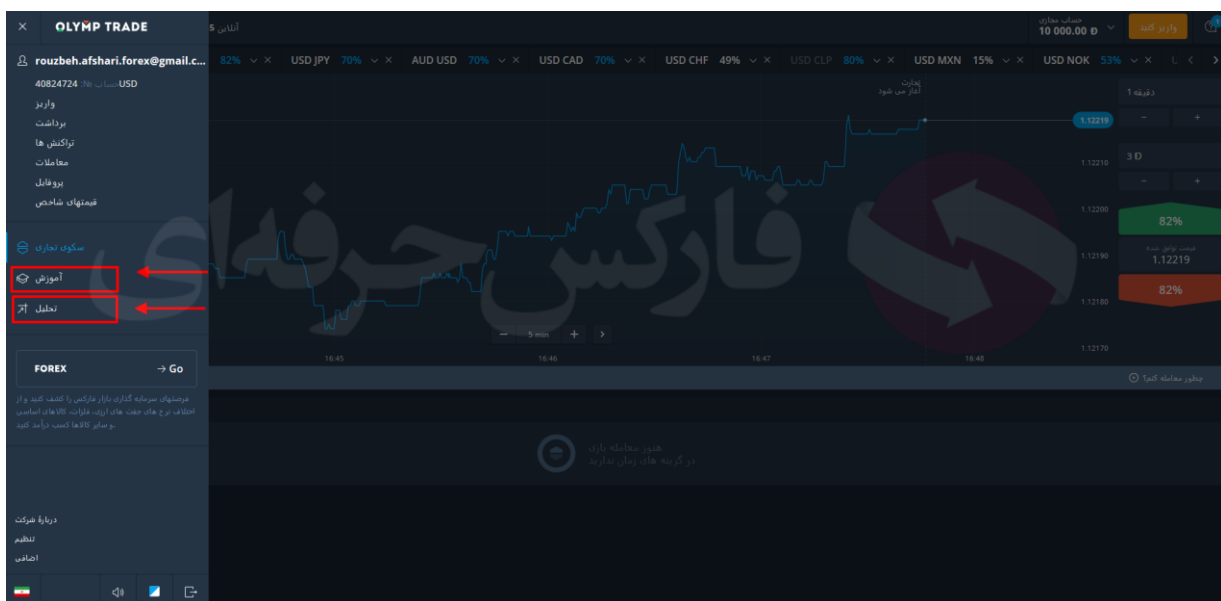 × OLYMP TRADE
rouzbeh.afshari.forex@gmail.c...
USDحساب №: 40824724
واریز
برداشت
تراکنش ها
معاملات
پروفایل
قیمتهای شاخص
سکوی تجاری
آموزش
تحلیل
FOREX → Go
فرصتهای سرمایه گذاری بازار فارکس را کشف کنید و از
اختلاف نرخ های جفت های ارزی، فلزات، کالاهای اساسی
و سایر کالاها کسب درآمد کنید.
دربارهٔ شرکت
تنظیم
اضافی
آنلاین 5
حساب مجازی
10 000.00 Đ
واریز کنید
1
82% × USD JPY 70% × AUD USD 70% × USD CAD 70% × USD CHF 49% × USD CLP 80% × USD MXN 15% × USD NOK 53% ×
تجارت
آغاز می شود
1.12219
1.12210
1.12200
1.12190
1.12180
1.12170
فارکس حرفه‌ای
− 5 min + >
16:45 16:46 16:47 16:48
دقیقه 1
− +
3 Đ
− +
82%
قیمت توافق شده
1.12219
82%
چطور معامله کنم؟
هنوز معامله بازی
در گزینه های زمان ندارید